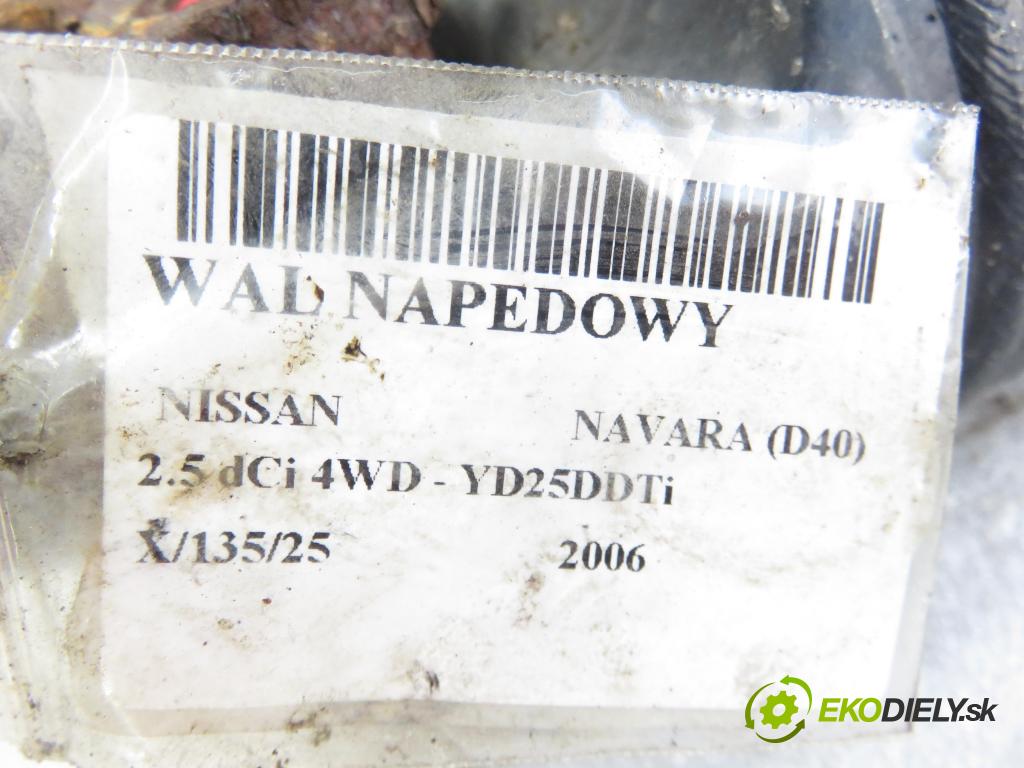 WAL NAPEDOWY
NISSAN NAVARA (D40)
2.5 dCi 4WD - YD25DDTi
X/135/25 2006
EKODIELY.sk